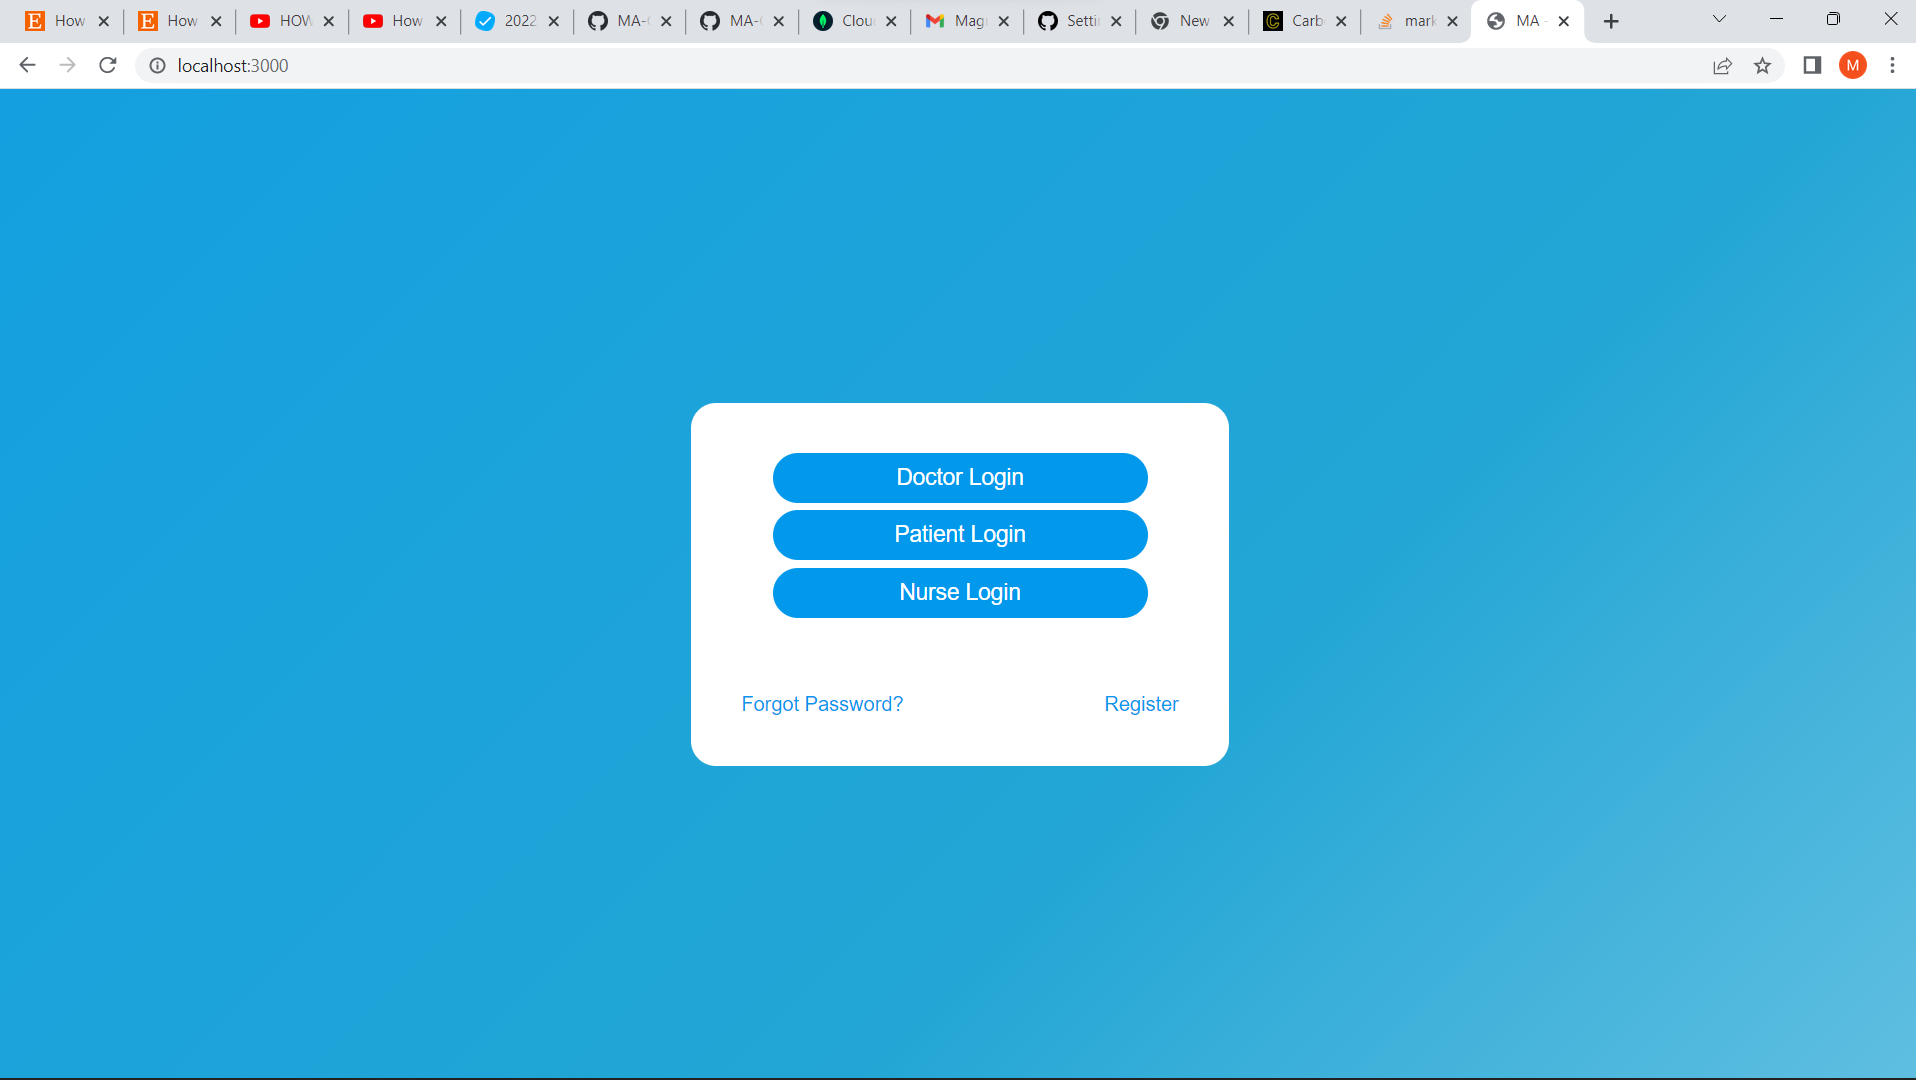 How
How
HOW
How
2022
MA-
MA-
Clou
Mag
Setti
New
Carb
mark
MA -
localhost:3000
M
Doctor Login
Patient Login
Nurse Login
Forgot Password?
Register